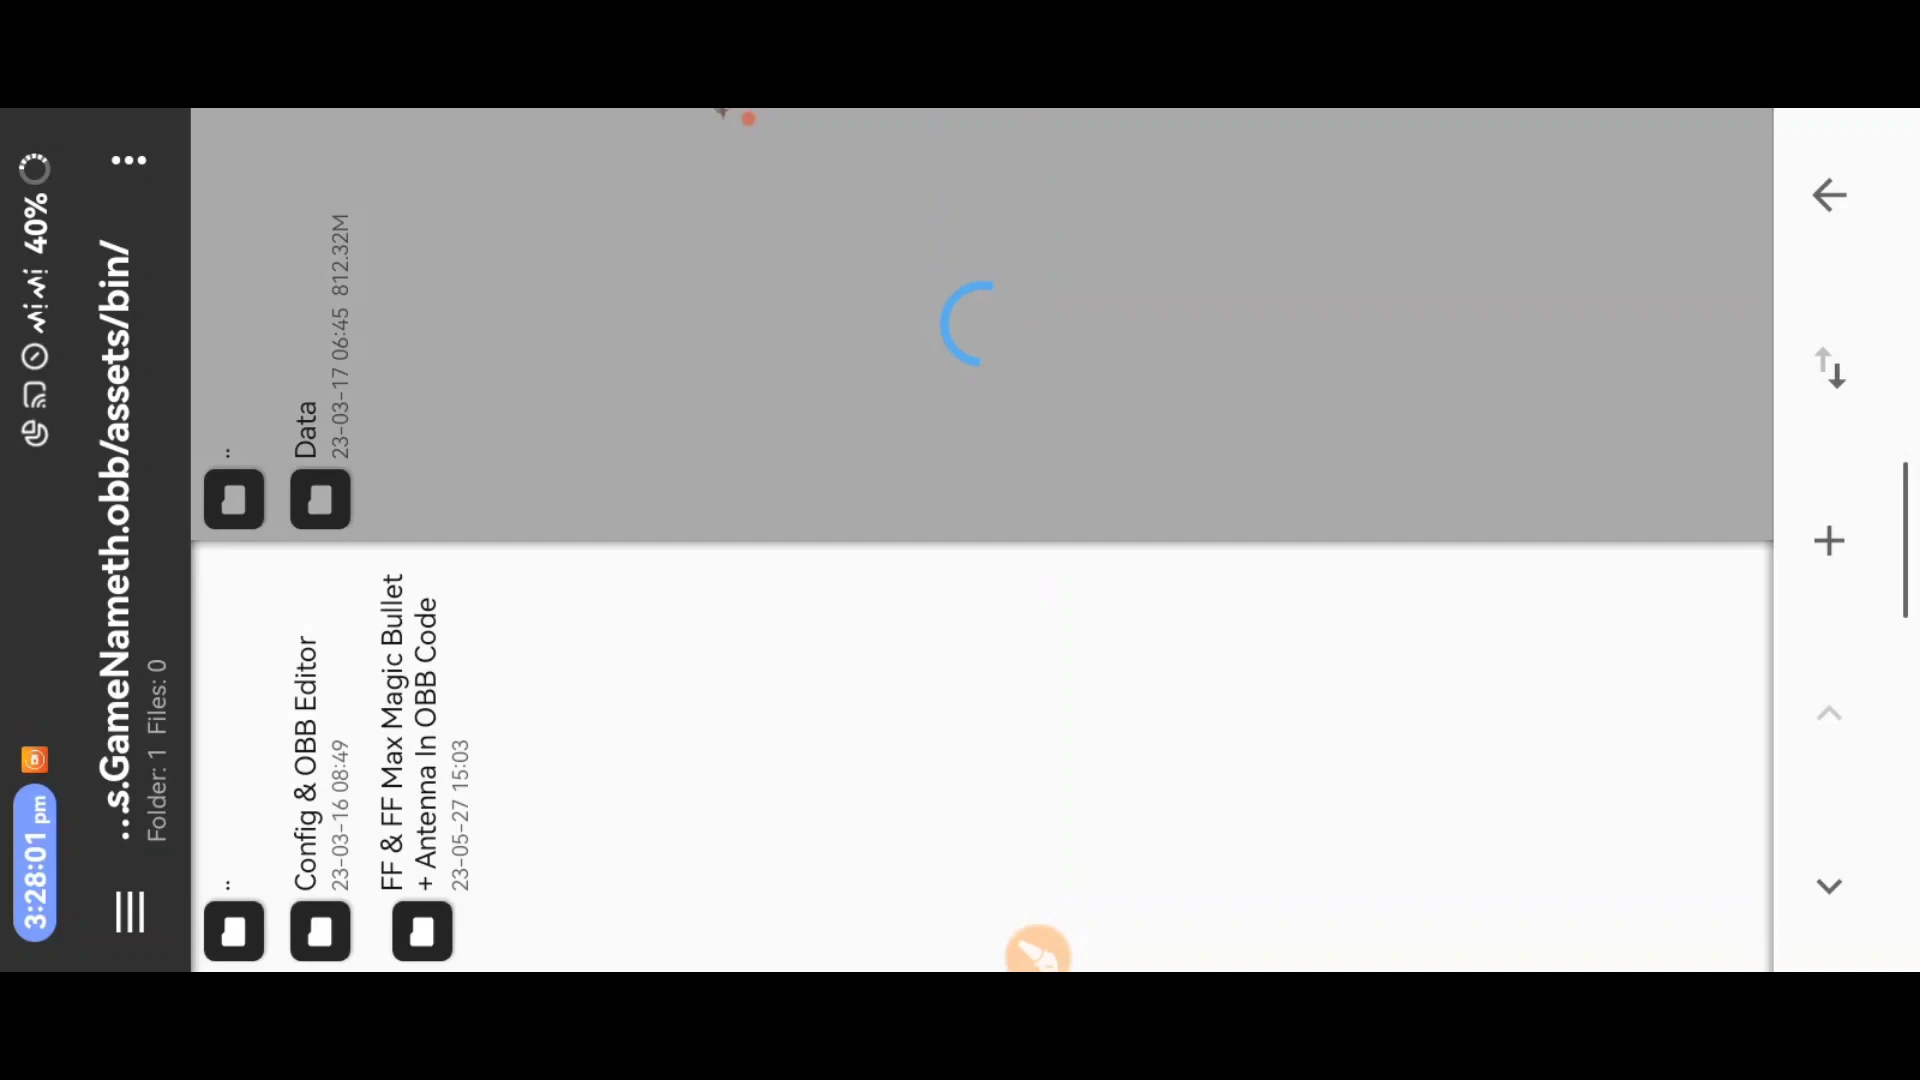 3:28:01 pm
40%
...s.GameNameth.obb/assets/bin/
Folder: 1 Files: 0
..
Config & OBB Editor
23-03-16 08:49
FF & FF Max Magic Bullet
+ Antenna In OBB Code
23-05-27 15:03
..
Data
23-03-17 06:45 812.32M